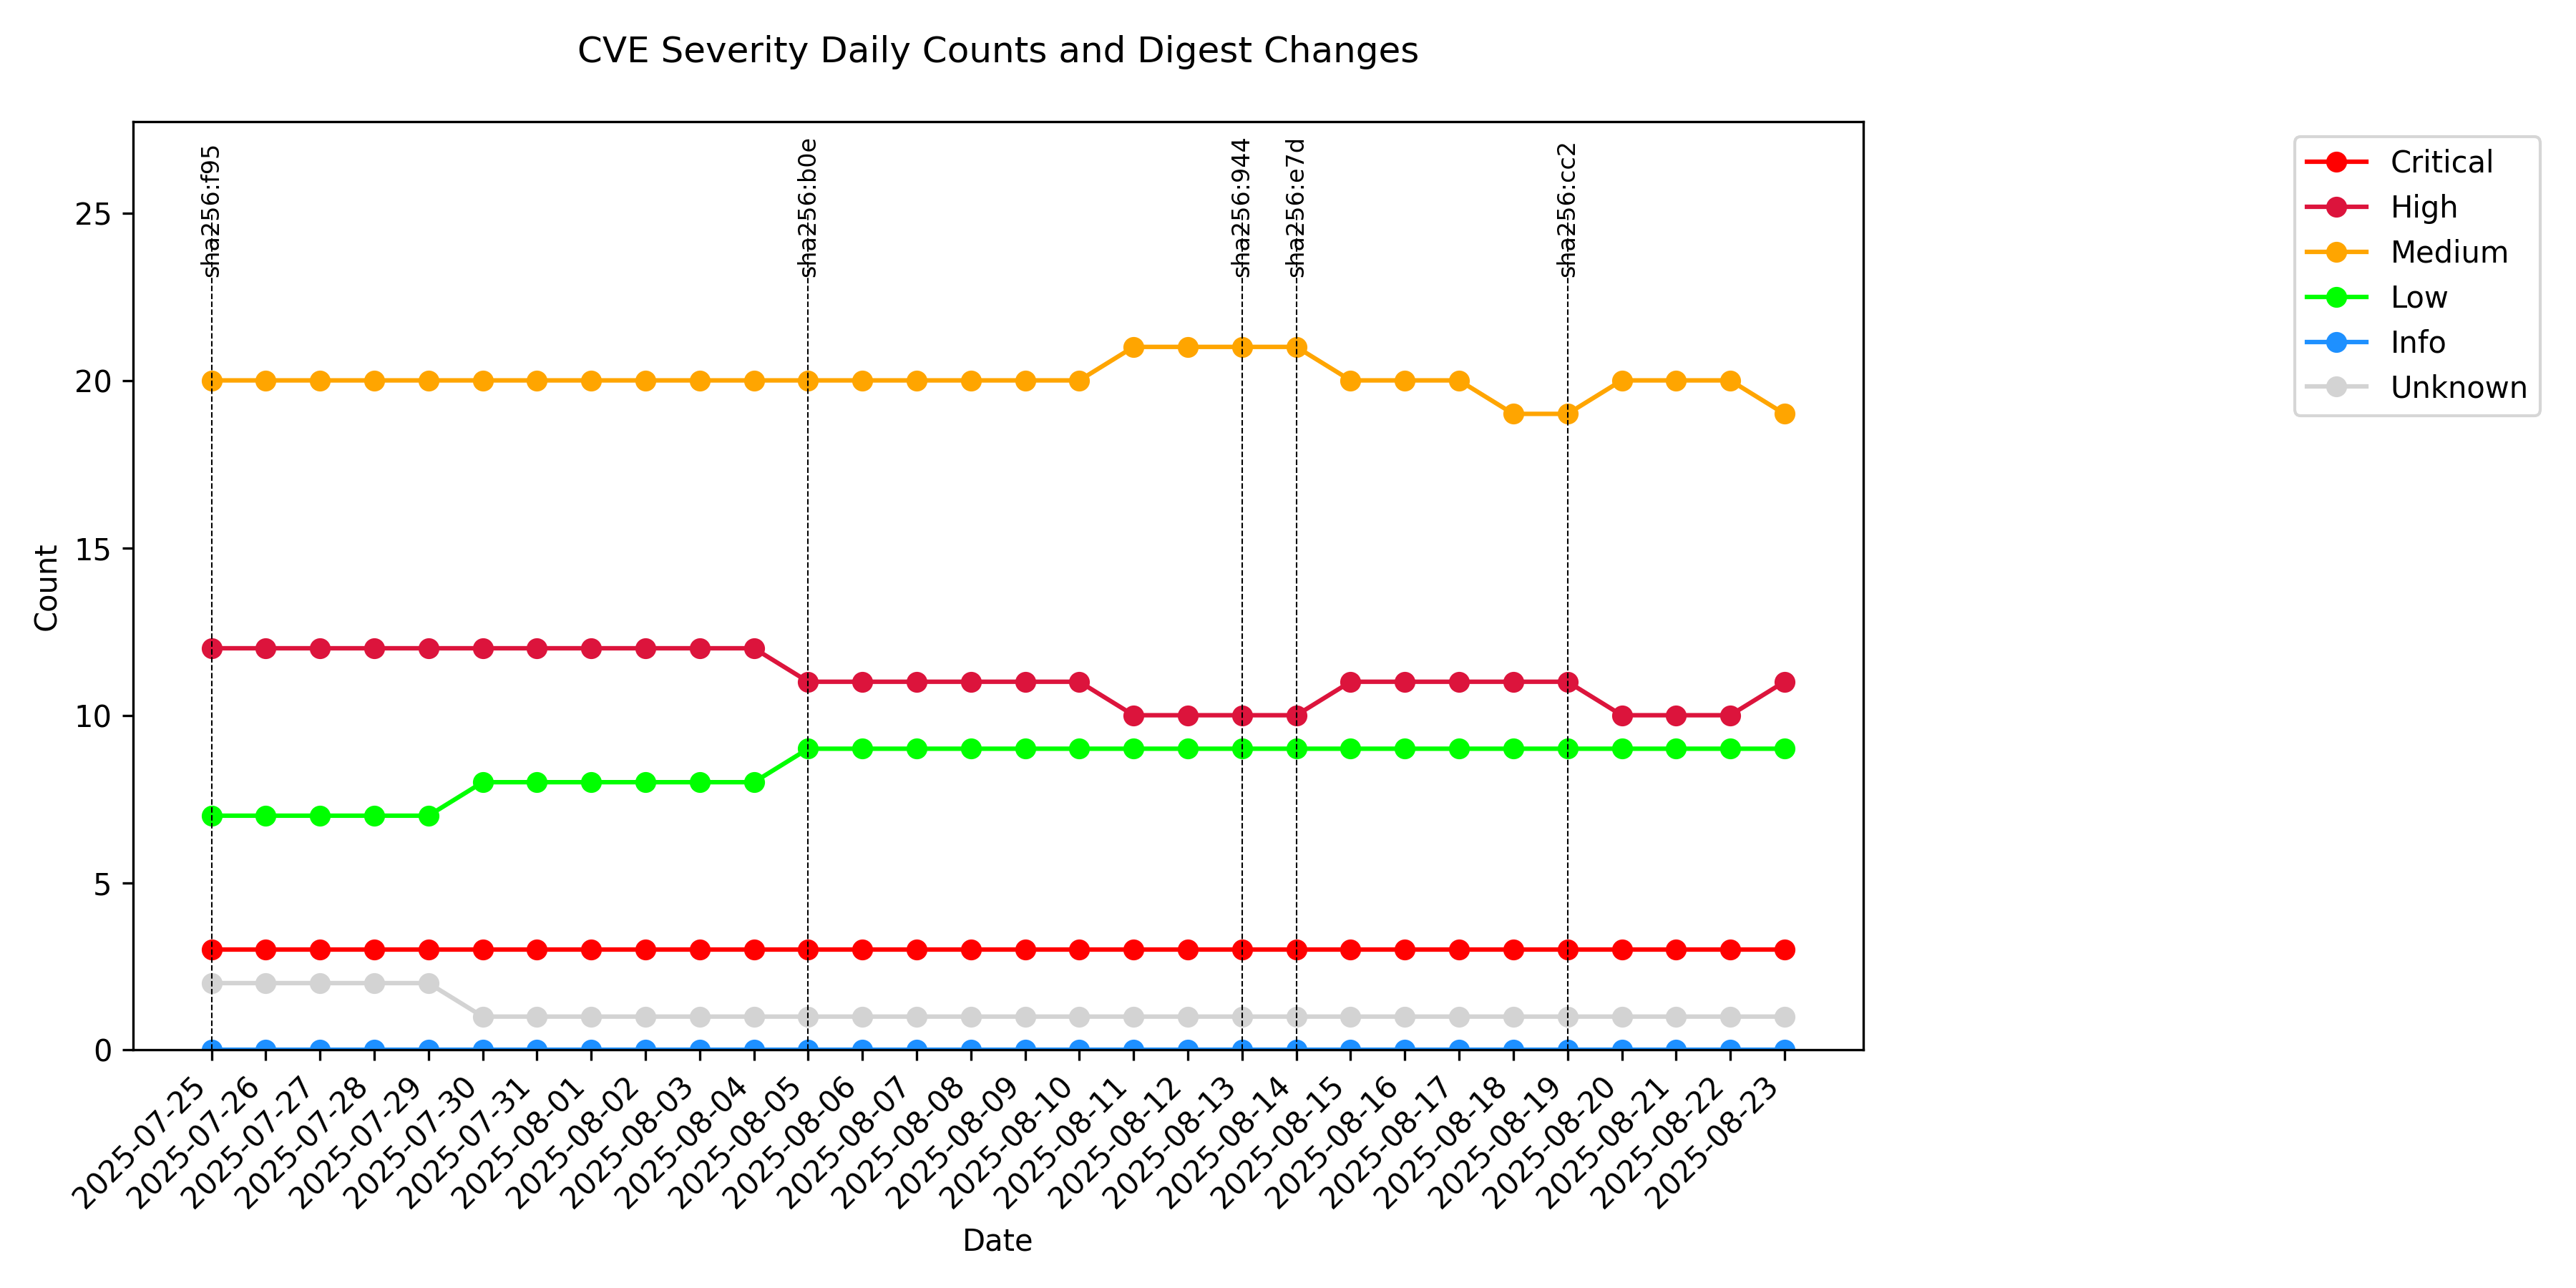 CVE Severity Daily Counts and Digest Changes
sha256:f95
sha256:b0e
sha256:944
sha256:e7d
sha256:cc2
Critical
High
Medium
Low
Info
Unknown
Count
25
20
15
10
5
0
2025-07-25
2025-07-26
2025-07-27
2025-07-28
2025-07-29
2025-07-30
2025-07-31
2025-08-01
2025-08-02
2025-08-03
2025-08-04
2025-08-05
2025-08-06
2025-08-07
2025-08-08
2025-08-09
2025-08-10
2025-08-11
2025-08-12
2025-08-13
2025-08-14
2025-08-15
2025-08-16
2025-08-17
2025-08-18
2025-08-19
2025-08-20
2025-08-21
2025-08-22
2025-08-23
Date